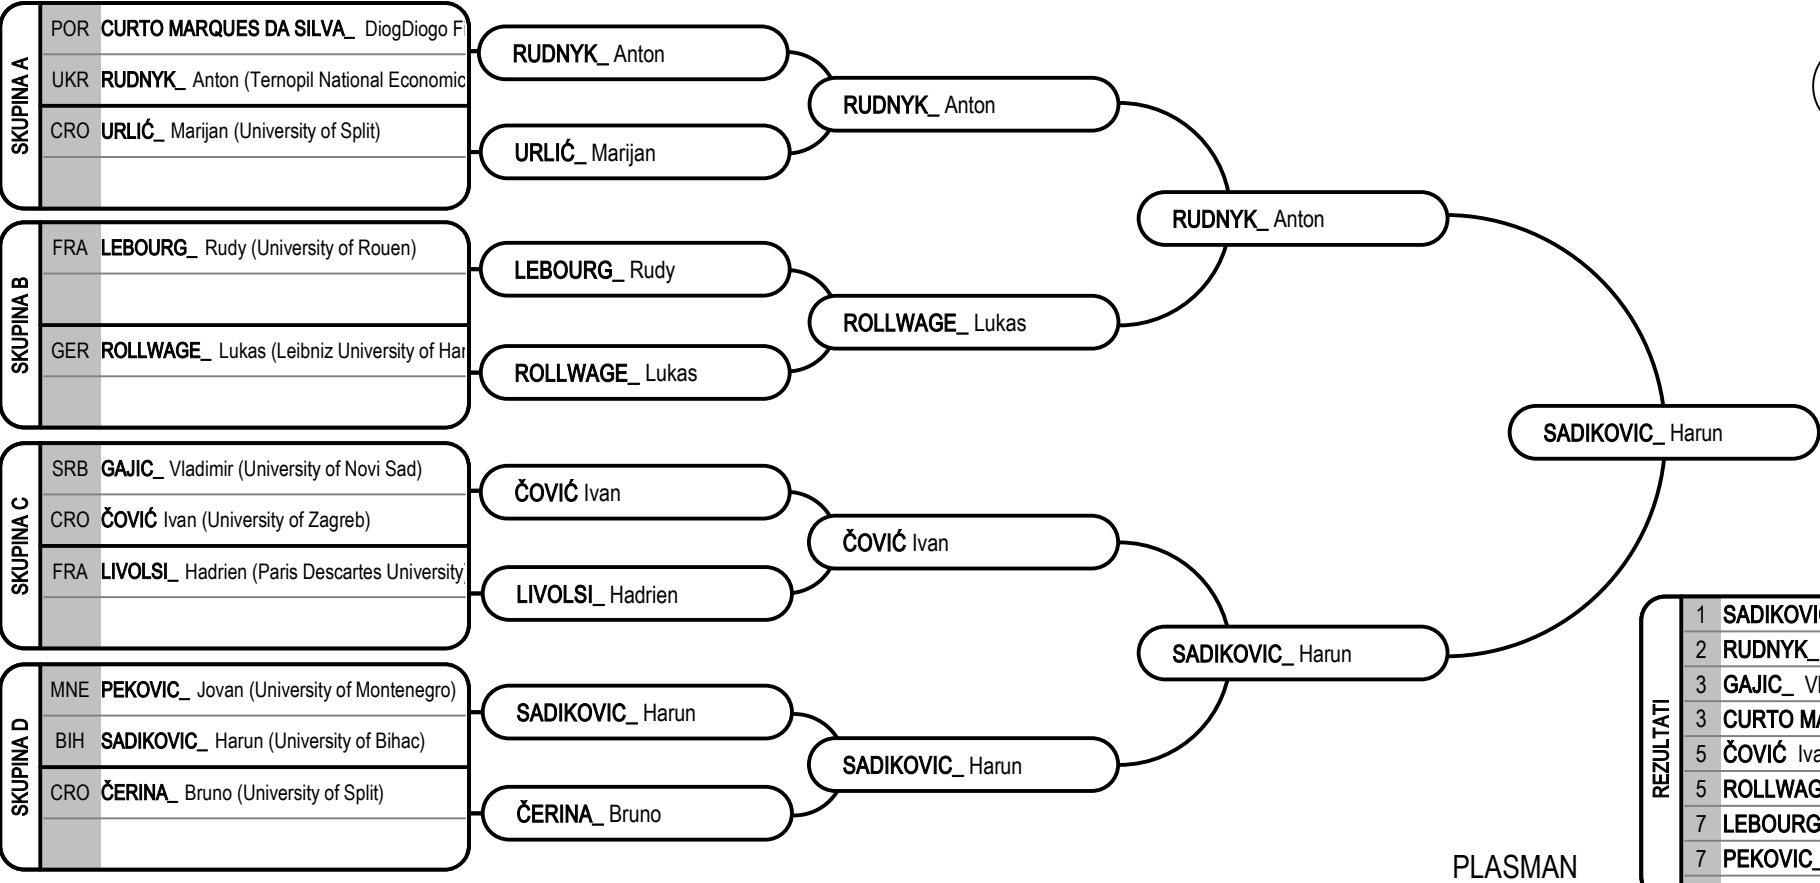 SKUPINA A
POR CURTO MARQUES DA SILVA_ DiogDiogo
UKR RUDNYK_ Anton (Ternopil National Economic
CRO URLIĆ_ Marijan (University of Split)
SKUPINA B
FRA LEBOURG_ Rudy (University of Rouen)
GER ROLLWAGE_ Lukas (Leibniz University of
SKUPINA C
SRB GAJIC_ Vladimir (University of Novi Sad)
CRO ČOVIĆ Ivan (University of Zagreb)
FRA LIVOLSI_ Hadrien (Paris Descartes University)
SKUPINA D
MNE PEKOVIC_ Jovan (University of Montenegro)
BIH SADIKOVIC_ Harun (University of Bihac)
CRO ČERINA_ Bruno (University of Split)
RUDNYK_ Anton
URLIĆ_ Marijan
LEBOURG_ Rudy
ROLLWAGE_ Lukas
ČOVIĆ Ivan
LIVOLSI_ Hadrien
SADIKOVIC_ Harun
ČERINA_ Bruno
RUDNYK_ Anton
ROLLWAGE_ Lukas
ČOVIĆ Ivan
SADIKOVIC_ Harun
RUDNYK_ Anton
SADIKOVIC_ Harun
SADIKOVIC_ Harun
PLASMAN
REZULTATI
1 SADIKOVIC
2 RUDNYK_
3 GAJIC_
3 CURTO
5 ČOVIĆ
5 ROLLWAG
7 LEBOURG
7 PEKOVIC_